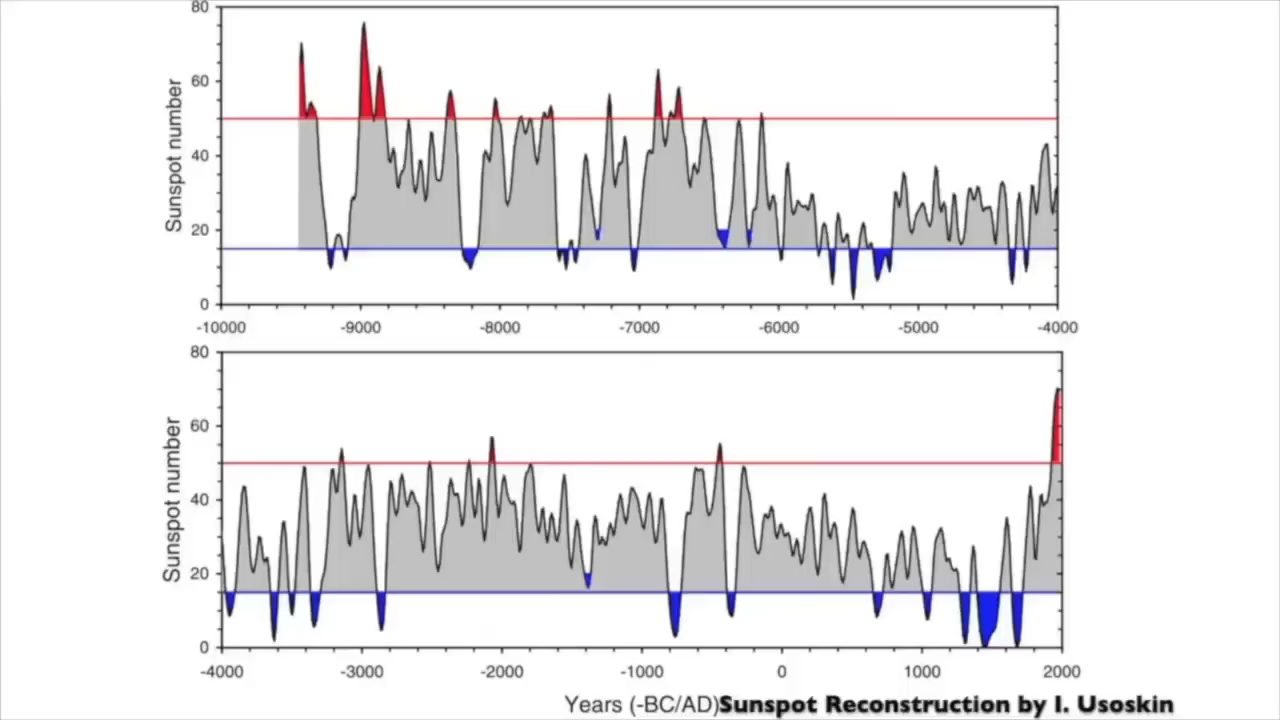 80
60
40
20
0
Sunspot number
-10000 -9000 -8000 -7000 -6000 -5000 -4000
80
60
40
20
0
Sunspot number
-4000 -3000 -2000 -1000 0 1000 2000
Years (-BC/AD)Sunspot Reconstruction by I. Usoskin